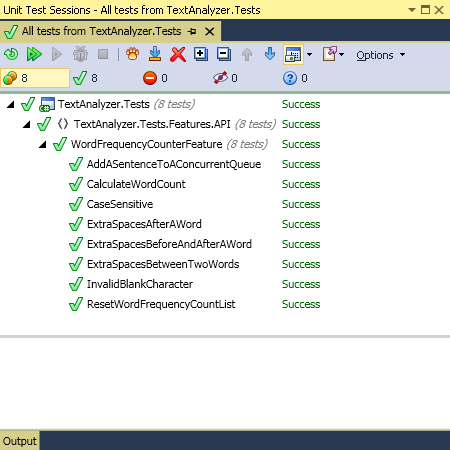 Unit Test Sessions - All tests from TextAnalyzer.Tests
All tests from TextAnalyzer.Tests
Options
8 8 0 0 0
TextAnalyzer.Tests (8 tests) Success
TextAnalyzer.Tests.Features.API (8 tests) Success
WordFrequencyCounterFeature (8 tests) Success
AddASentenceToAConcurrentQueue Success
CalculateWordCount Success
CaseSensitive Success
ExtraSpacesAfterAWord Success
ExtraSpacesBeforeAndAfterAWord Success
ExtraSpacesBetweenTwoWords Success
InvalidBlankCharacter Success
ResetWordFrequencyCountList Success
Output